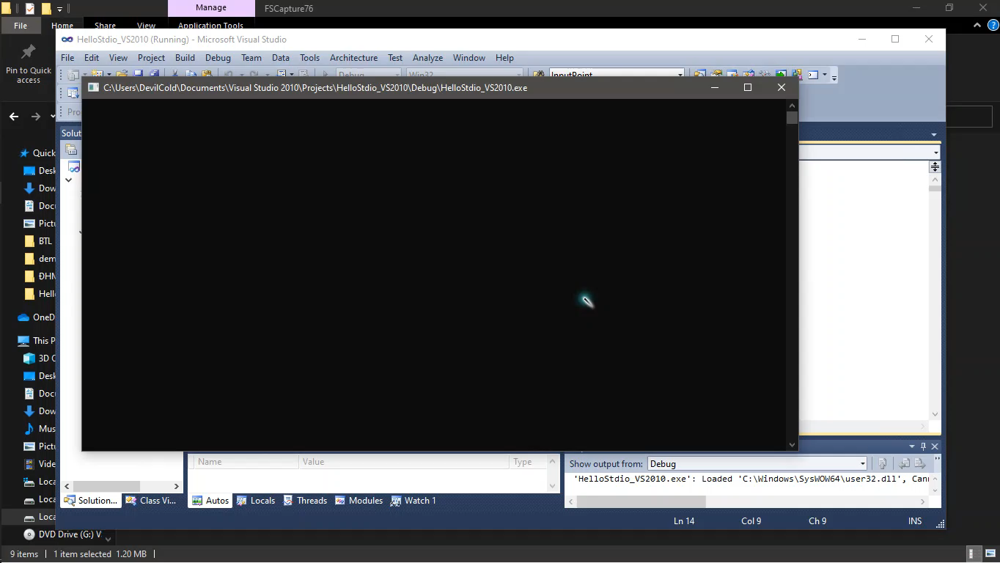 Manage
FSCapture76
File
Home
Share
View
Application Tools
Pin to Quick
access
HelloStdio_VS2010 (Running) - Microsoft Visual Studio
File Edit View Project Build Debug Team Data Tools Architecture Test Analyze Window Help
Debug
Win32
InputPoint
C:\Users\DevilCold\Documents\Visual Studio 2010\Projects\HelloStdio_VS2010\Debug\HelloStdio_VS2010.exe
Pro
Solut
Quick
Desk
Dow
Docu
Pictu
BTL
dem
ĐHM
Hell
OneD
This P
3D O
Desk
Docu
Dow
Mus
Pictu
Vide
Loca
Loca
Loca
DVD Drive (G:) V
Name
Value
Type
Show output from:
Debug
'HelloStdio_VS2010.exe': Loaded 'C:\Windows\SysWOW64\user32.dll', Cann
Solution...
Class Vi...
Autos
Locals
Threads
Modules
Watch 1
Ln 14
Col 9
Ch 9
INS
9 items
1 item selected 1.20 MB